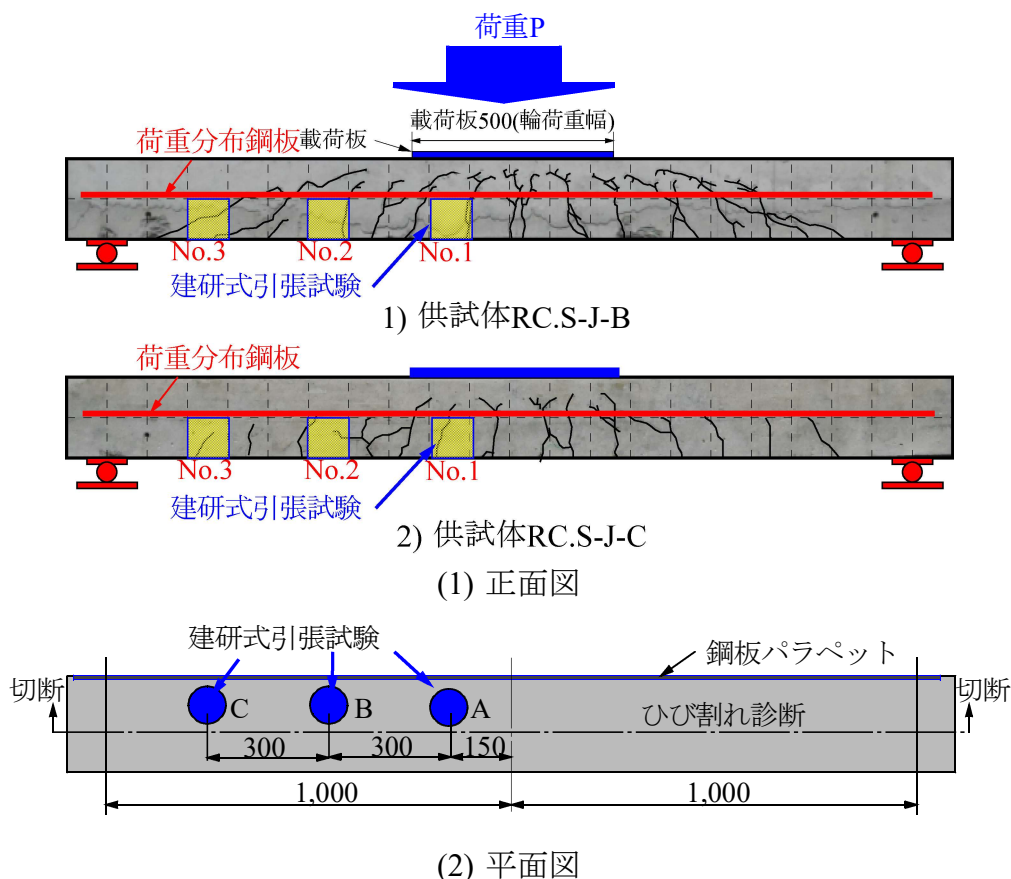 荷重P
載荷板500(輪荷重幅)
荷重分布鋼板
載荷板
No.3
No.2
No.1
建研式引張試験
1) 供試体RC.S-J-B
荷重分布鋼板
No.3
No.2
No.1
建研式引張試験
2) 供試体RC.S-J-C
(1) 正面図
建研式引張試験
鋼板パラペット
切断
切断
C
B
A
ひび割れ診断
300
300
150
1,000
1,000
(2) 平面図